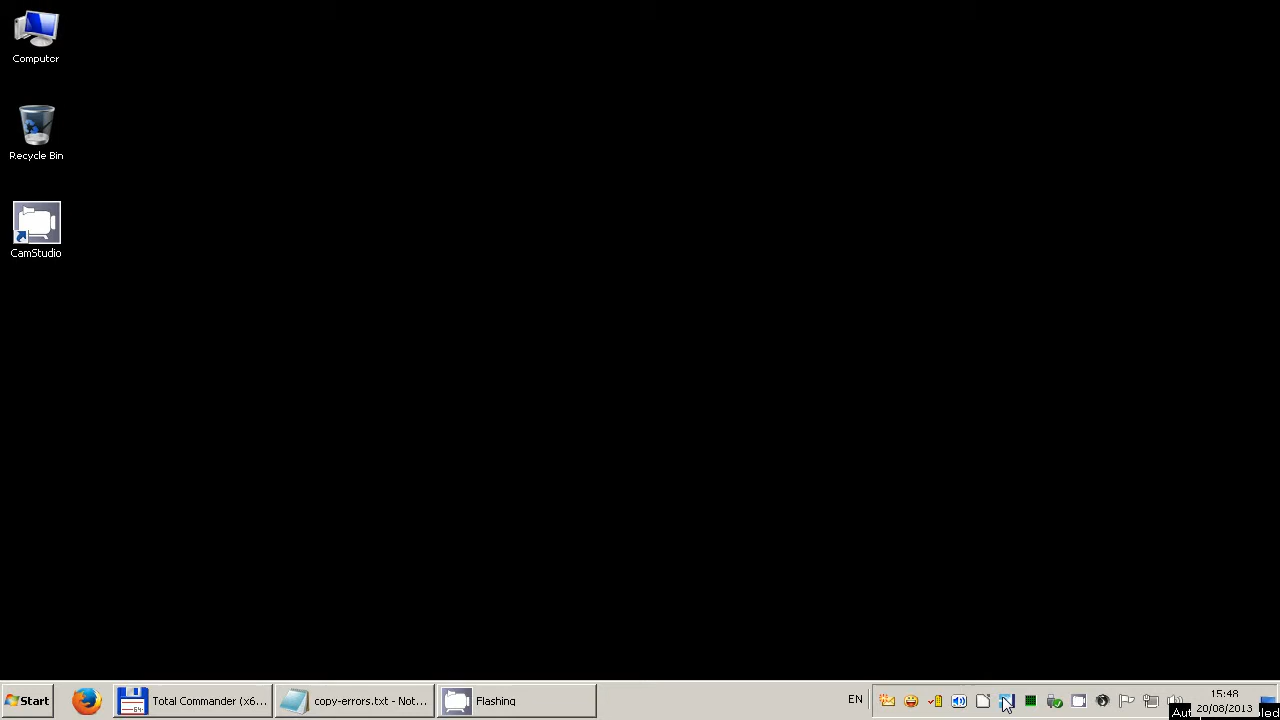 Computer
Recycle Bin
CamStudio
Start
Total Commander (x6...
copy-errors.txt - Not...
Flashing
EN
15:48
20/08/2013